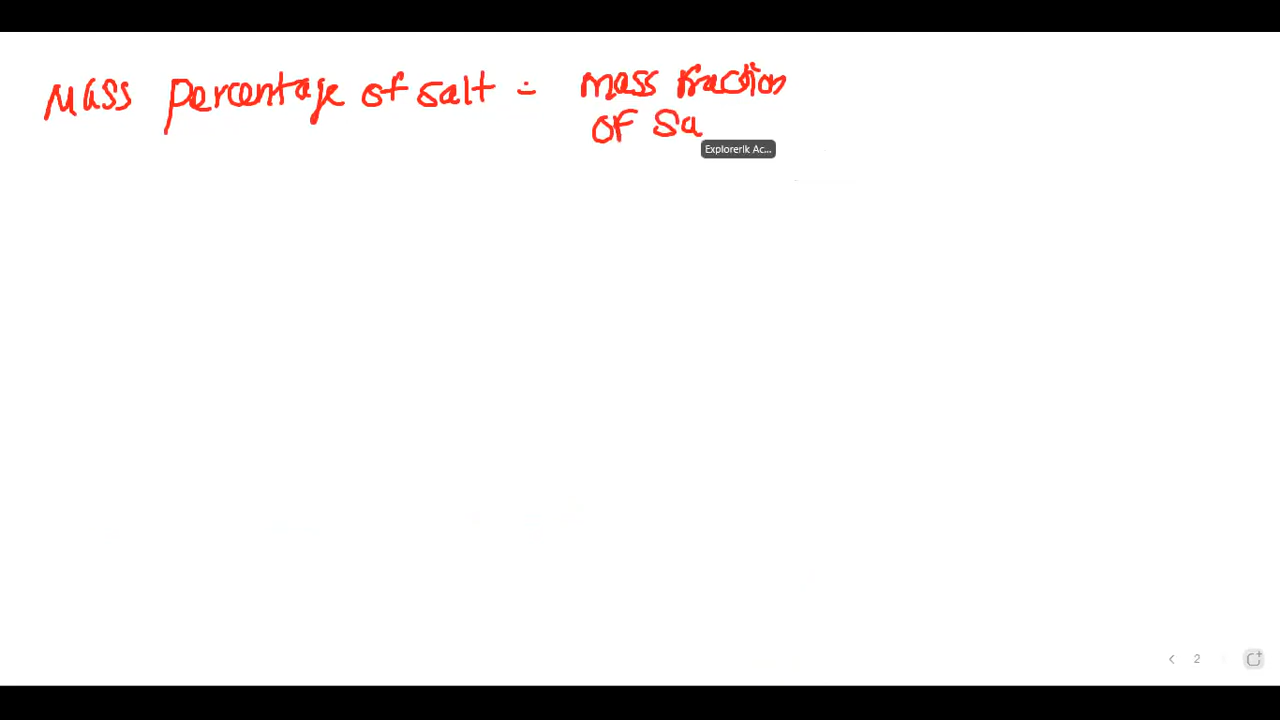 Mass percentage of salt = mass fraction
of Sa
Explorerik Ac...
2